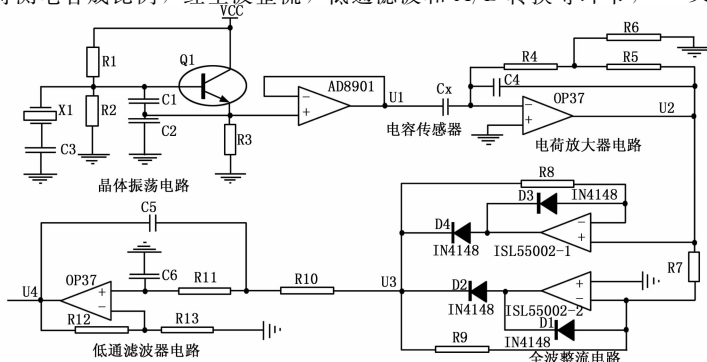 VCC
R1
Q1
X1
R2
C1
C2
C3
R3
晶体振荡电路
AD8901
U1
Cx
电容传感器
R6
R4
R5
C4
OP37
U2
电荷放大器电路
R8
D3
IN4148
D4
IN4148
ISL55002-1
R7
C5
C6
U4
OP37
R11
R10
U3
D2
IN4148
ISL55002-2
D1
IN4148
R9
R12
R13
低通滤波器电路
全波整流电路